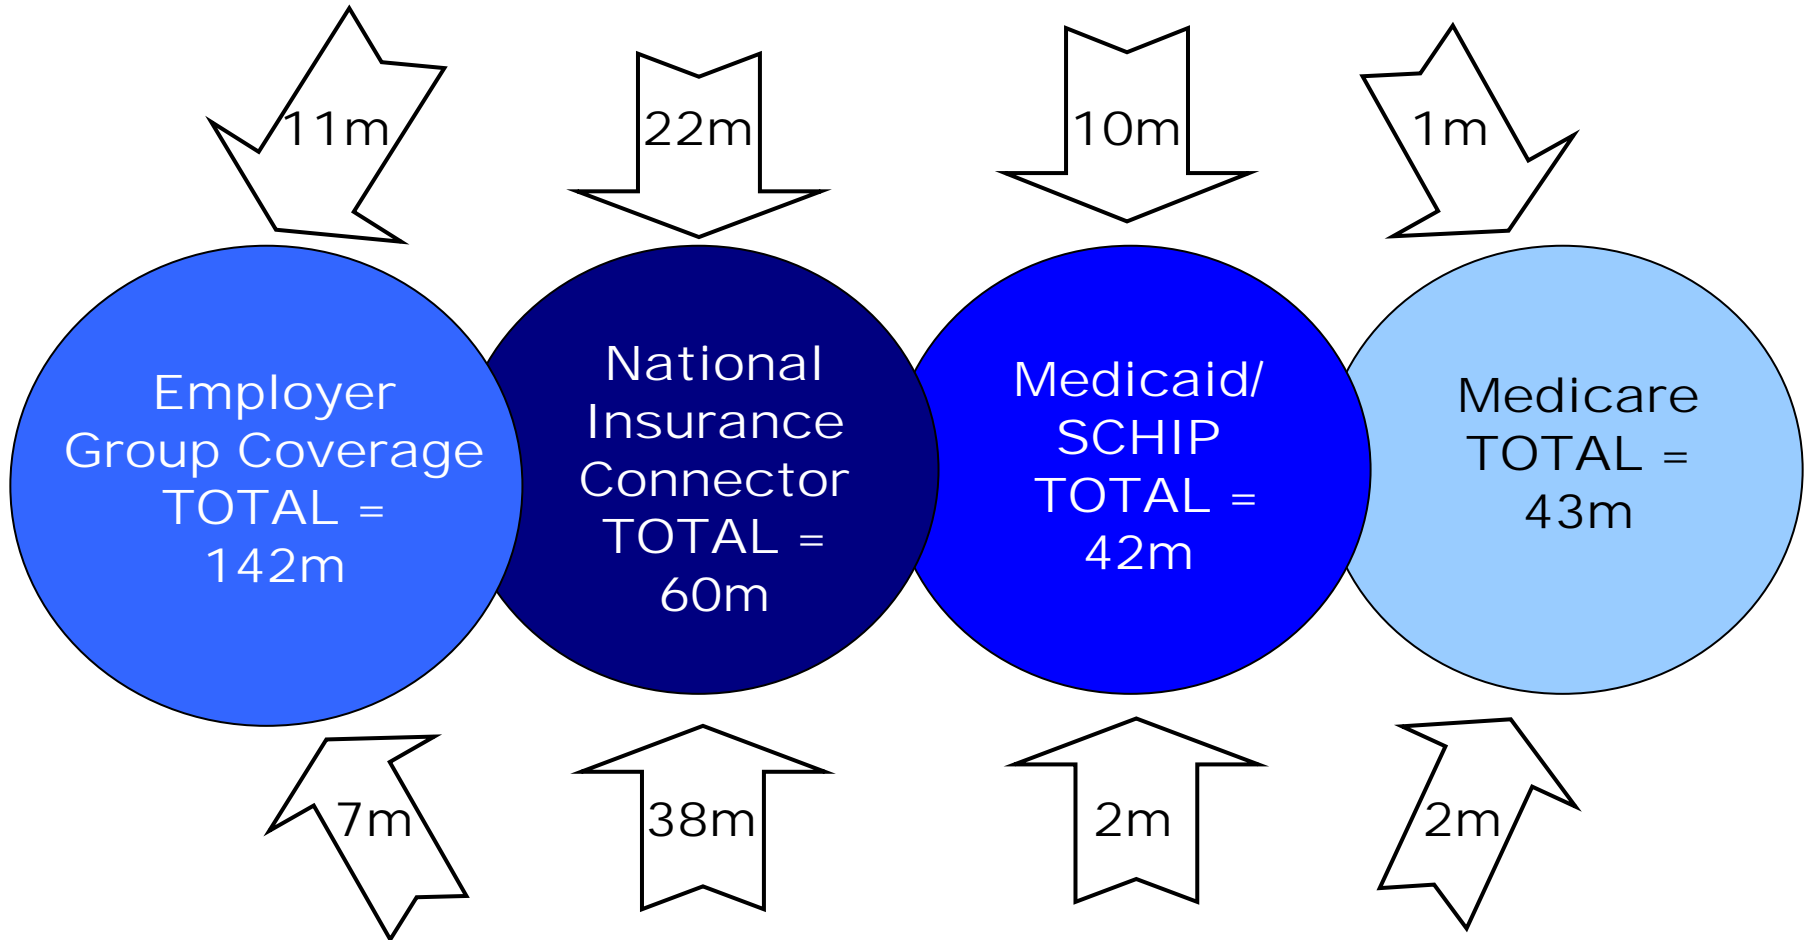 11m
22m
10m
1m
Employer
Group Coverage
TOTAL =
142m
National
Insurance
Connector
TOTAL =
60m
Medicaid/
SCHIP
TOTAL =
42m
Medicare
TOTAL =
43m
7m
38m
2m
2m